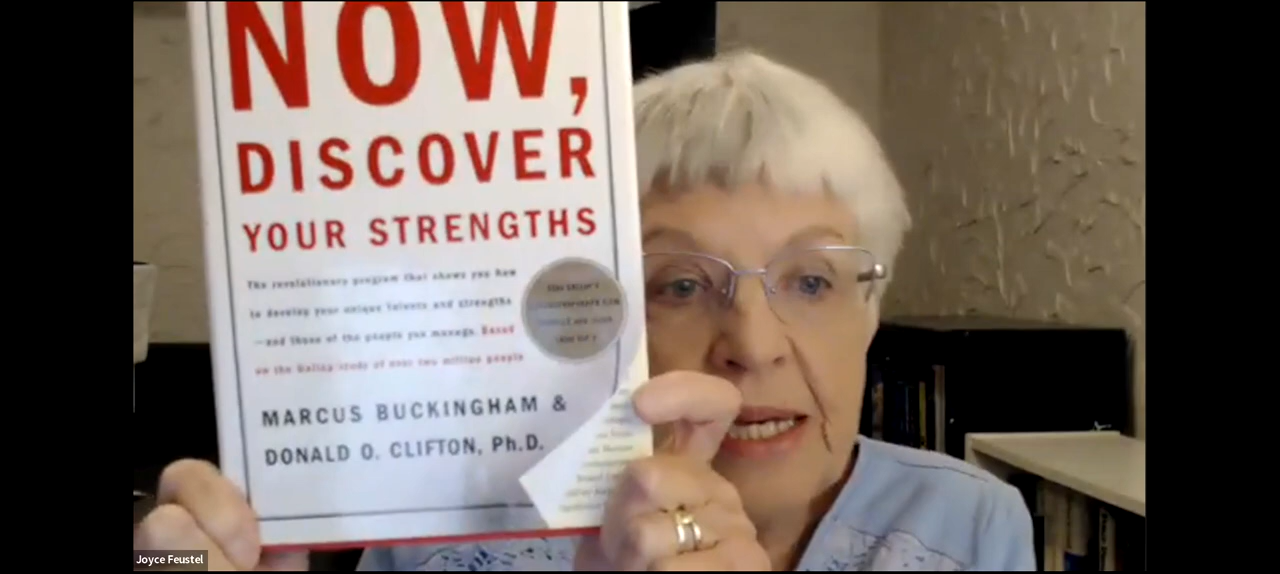 NOW,
DISCOVER
YOUR STRENGTHS
The revolutionary program that shows you how
to develop your unique talents and strengths
—and those of the people you manage. Based
on the Gallup study of over two million people
MARCUS BUCKINGHAM &
DONALD O. CLIFTON, Ph.D.
Joyce Feustel